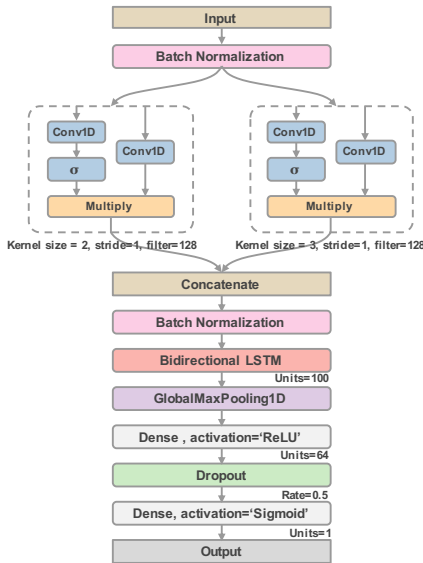 Input
Batch Normalization
Conv1D
Conv1D
σ
Multiply
Kernel size = 2, stride=1, filter=128
Conv1D
Conv1D
σ
Multiply
Kernel size = 3, stride=1, filter=128
Concatenate
Batch Normalization
Bidirectional LSTM
Units=100
GlobalMaxPooling1D
Dense , activation=‘ReLU’
Units=64
Dropout
Rate=0.5
Dense, activation=‘Sigmoid’
Units=1
Output